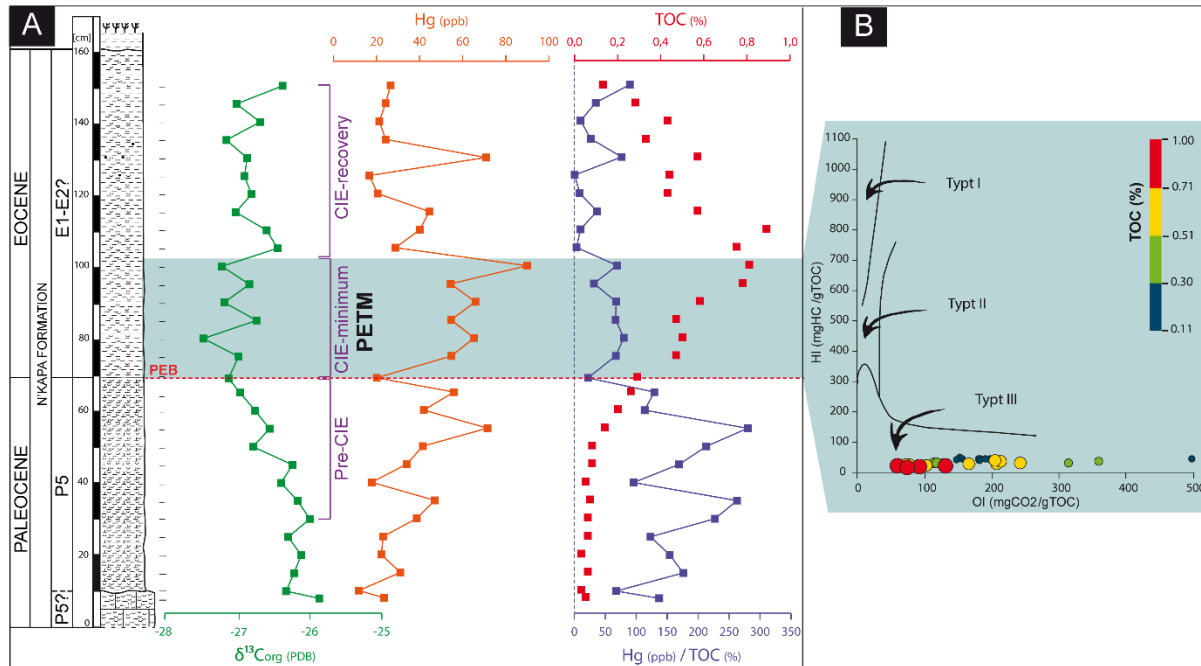 A
Hg (ppb)
0 20 40 60 80 100
TOC (%)
0,0 0,2 0,4 0,6 0,8 1,0
[cm]
160
140
120
100
80
60
40
20
0
EOCENE
PALEOCENE
N'KAPA FORMATION
E1-E2?
P5
P5?
PEB
CIE-recovery
CIE-minimum
PETM
Pre-CIE
-28 -27 -26 -25
δ13Corg (PDB)
0 50 100 150 200 250 300 350
Hg (ppb) / TOC (%)
B
1100
1000
900
800
700
600
500
400
300
200
100
0
HI (mgHC /gTOC)
Typt I
Typt II
Typt III
TOC (%)
1.00
0.71
0.51
0.30
0.11
0 100 200 300 400 500
OI (mgCO2/gTOC)